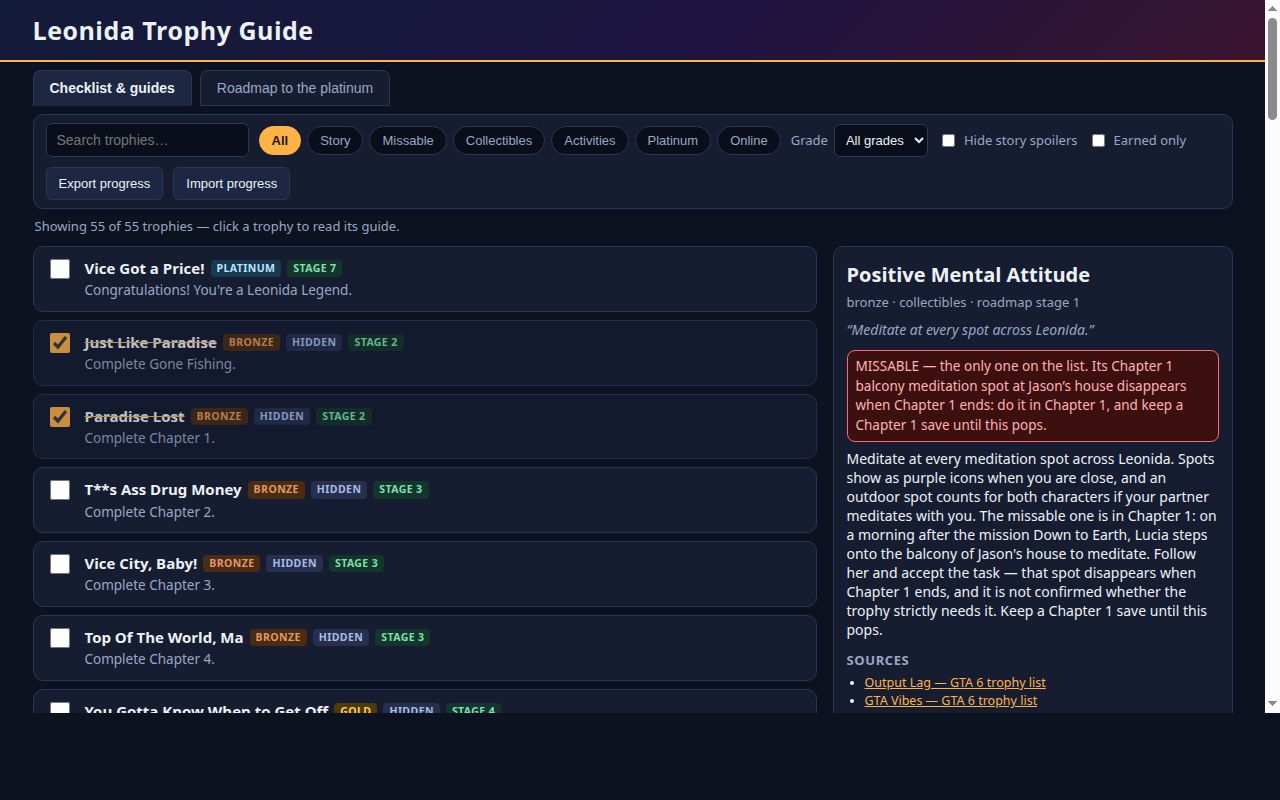 Leonida Trophy Guide
Checklist & guides
Roadmap to the platinum
Search trophies…
All
Story
Missable
Collectibles
Activities
Platinum
Online
Grade
All grades
Hide story spoilers
Earned only
Export progress
Import progress
Showing 55 of 55 trophies — click a trophy to read its guide.
Vice Got a Price! PLATINUM STAGE 7
Congratulations! You're a Leonida Legend.
Just Like Paradise BRONZE HIDDEN STAGE 2
Complete Gone Fishing.
Paradise Lost BRONZE HIDDEN STAGE 2
Complete Chapter 1.
T**s Ass Drug Money BRONZE HIDDEN STAGE 3
Complete Chapter 2.
Vice City, Baby! BRONZE HIDDEN STAGE 3
Complete Chapter 3.
Top Of The World, Ma BRONZE HIDDEN STAGE 3
Complete Chapter 4.
You Gotta Know When to Get Off GOLD HIDDEN STAGE 4
Positive Mental Attitude
bronze · collectibles · roadmap stage 1
“Meditate at every spot across Leonida.”
MISSABLE — the only one on the list. Its Chapter 1
balcony meditation spot at Jason’s house disappears
when Chapter 1 ends: do it in Chapter 1, and keep a
Chapter 1 save until this pops.
Meditate at every meditation spot across Leonida. Spots
show as purple icons when you are close, and an
outdoor spot counts for both characters if your partner
meditates with you. The missable one is in Chapter 1: on
a morning after the mission Down to Earth, Lucia steps
onto the balcony of Jason's house to meditate. Follow
her and accept the task — that spot disappears when
Chapter 1 ends, and it is not confirmed whether the
trophy strictly needs it. Keep a Chapter 1 save until this
pops.
SOURCES
Output Lag — GTA 6 trophy list
GTA Vibes — GTA 6 trophy list